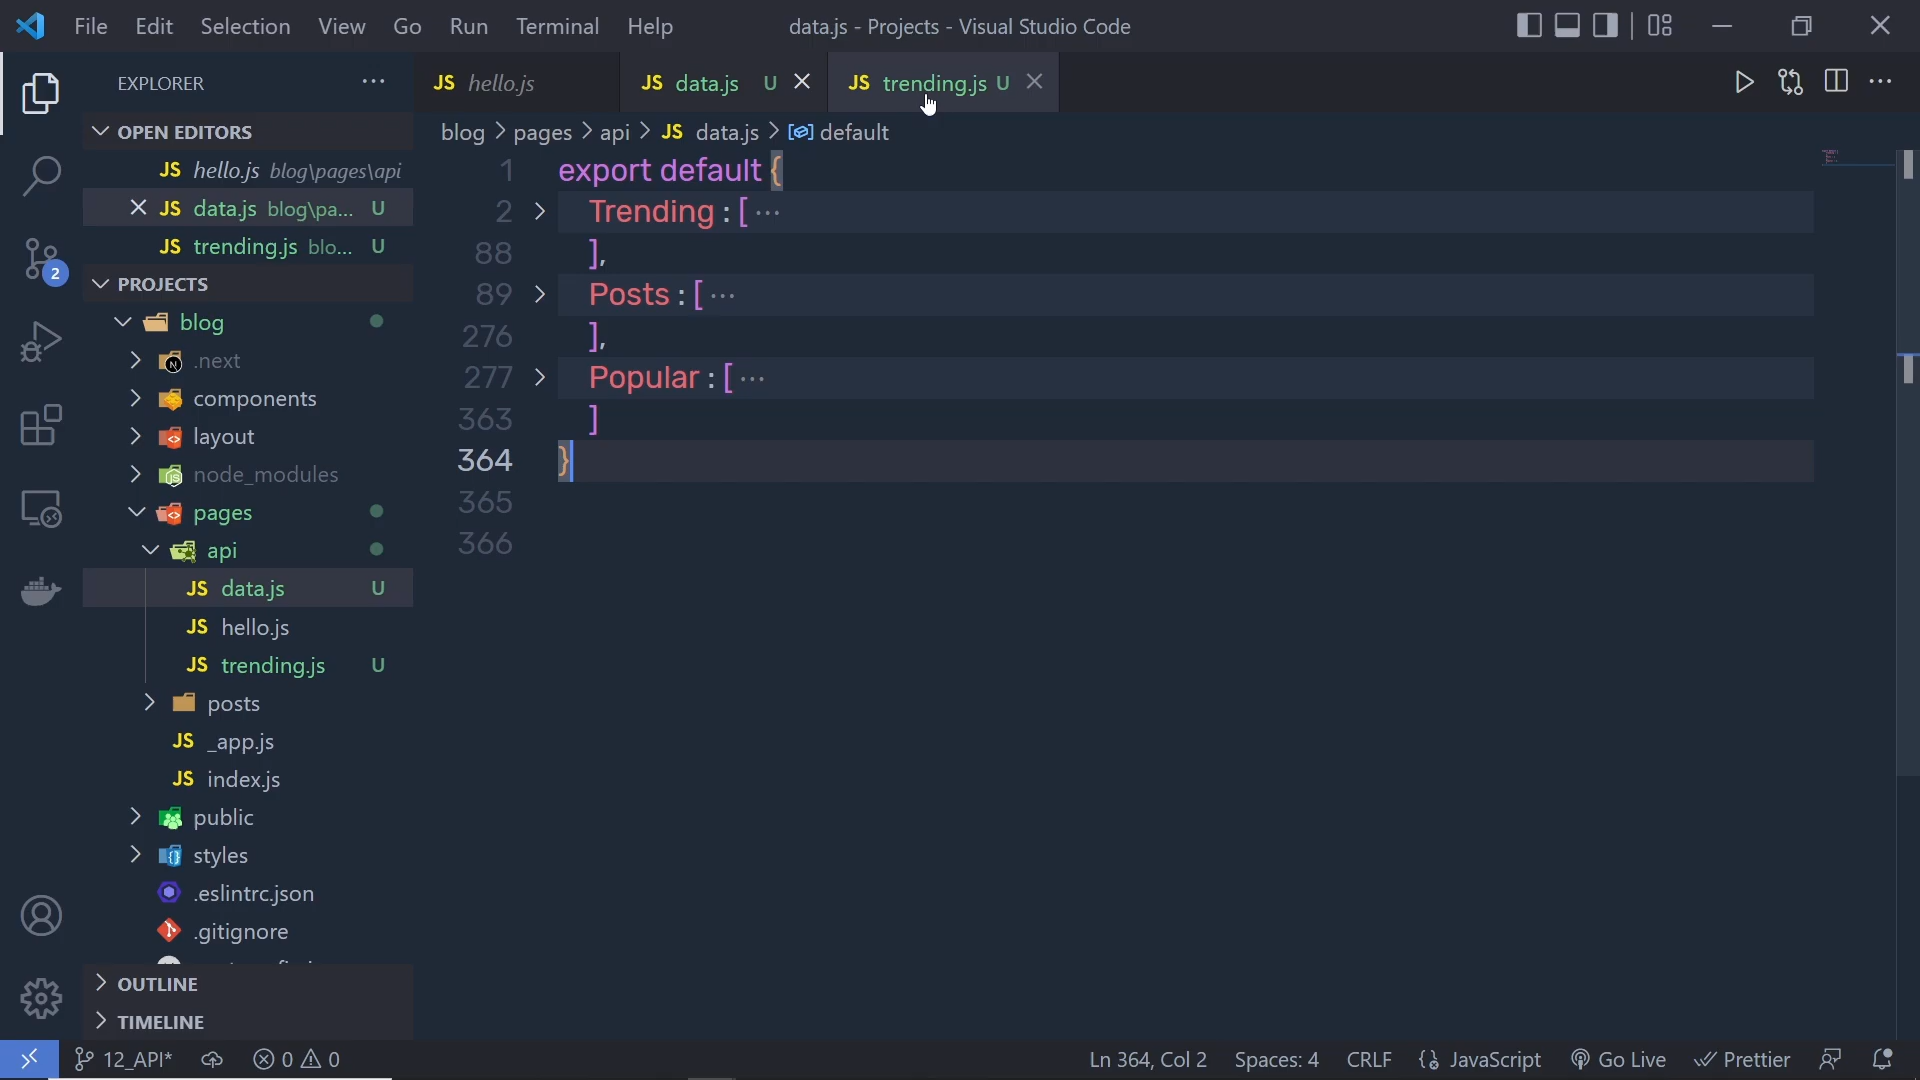 File Edit Selection View Go Run Terminal Help data.js - Projects - Visual Studio Code
EXPLORER ···
JS hello.js
JS data.js U
JS trending.js U
OPEN EDITORS
JS hello.js blog\pages\api
JS data.js blog\pa... U
JS trending.js blo... U
PROJECTS
blog
.next
components
layout
node_modules
pages
api
JS data.js U
JS hello.js
JS trending.js U
posts
JS _app.js
JS index.js
public
styles
.eslintrc.json
.gitignore
OUTLINE
TIMELINE
blog > pages > api > JS data.js > default
1 export default {
2 Trending : [ ···
88 ],
89 Posts : [ ···
276 ],
277 Popular : [ ···
363 ]
364 }
365
366
2
12_API* 0 0 Ln 364, Col 2 Spaces: 4 CRLF {} JavaScript Go Live Prettier